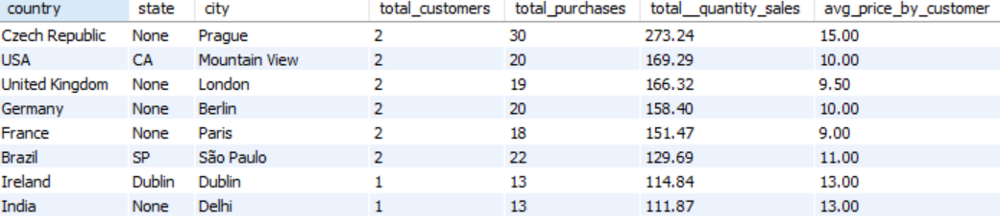 country state city total_customers total_purchases total__quantity_sales avg_price_by_customer
Czech Republic None Prague 2 30 273.24 15.00
USA CA Mountain View 2 20 169.29 10.00
United Kingdom None London 2 19 166.32 9.50
Germany None Berlin 2 20 158.40 10.00
France None Paris 2 18 151.47 9.00
Brazil SP São Paulo 2 22 129.69 11.00
Ireland Dublin Dublin 1 13 114.84 13.00
India None Delhi 1 13 111.87 13.00